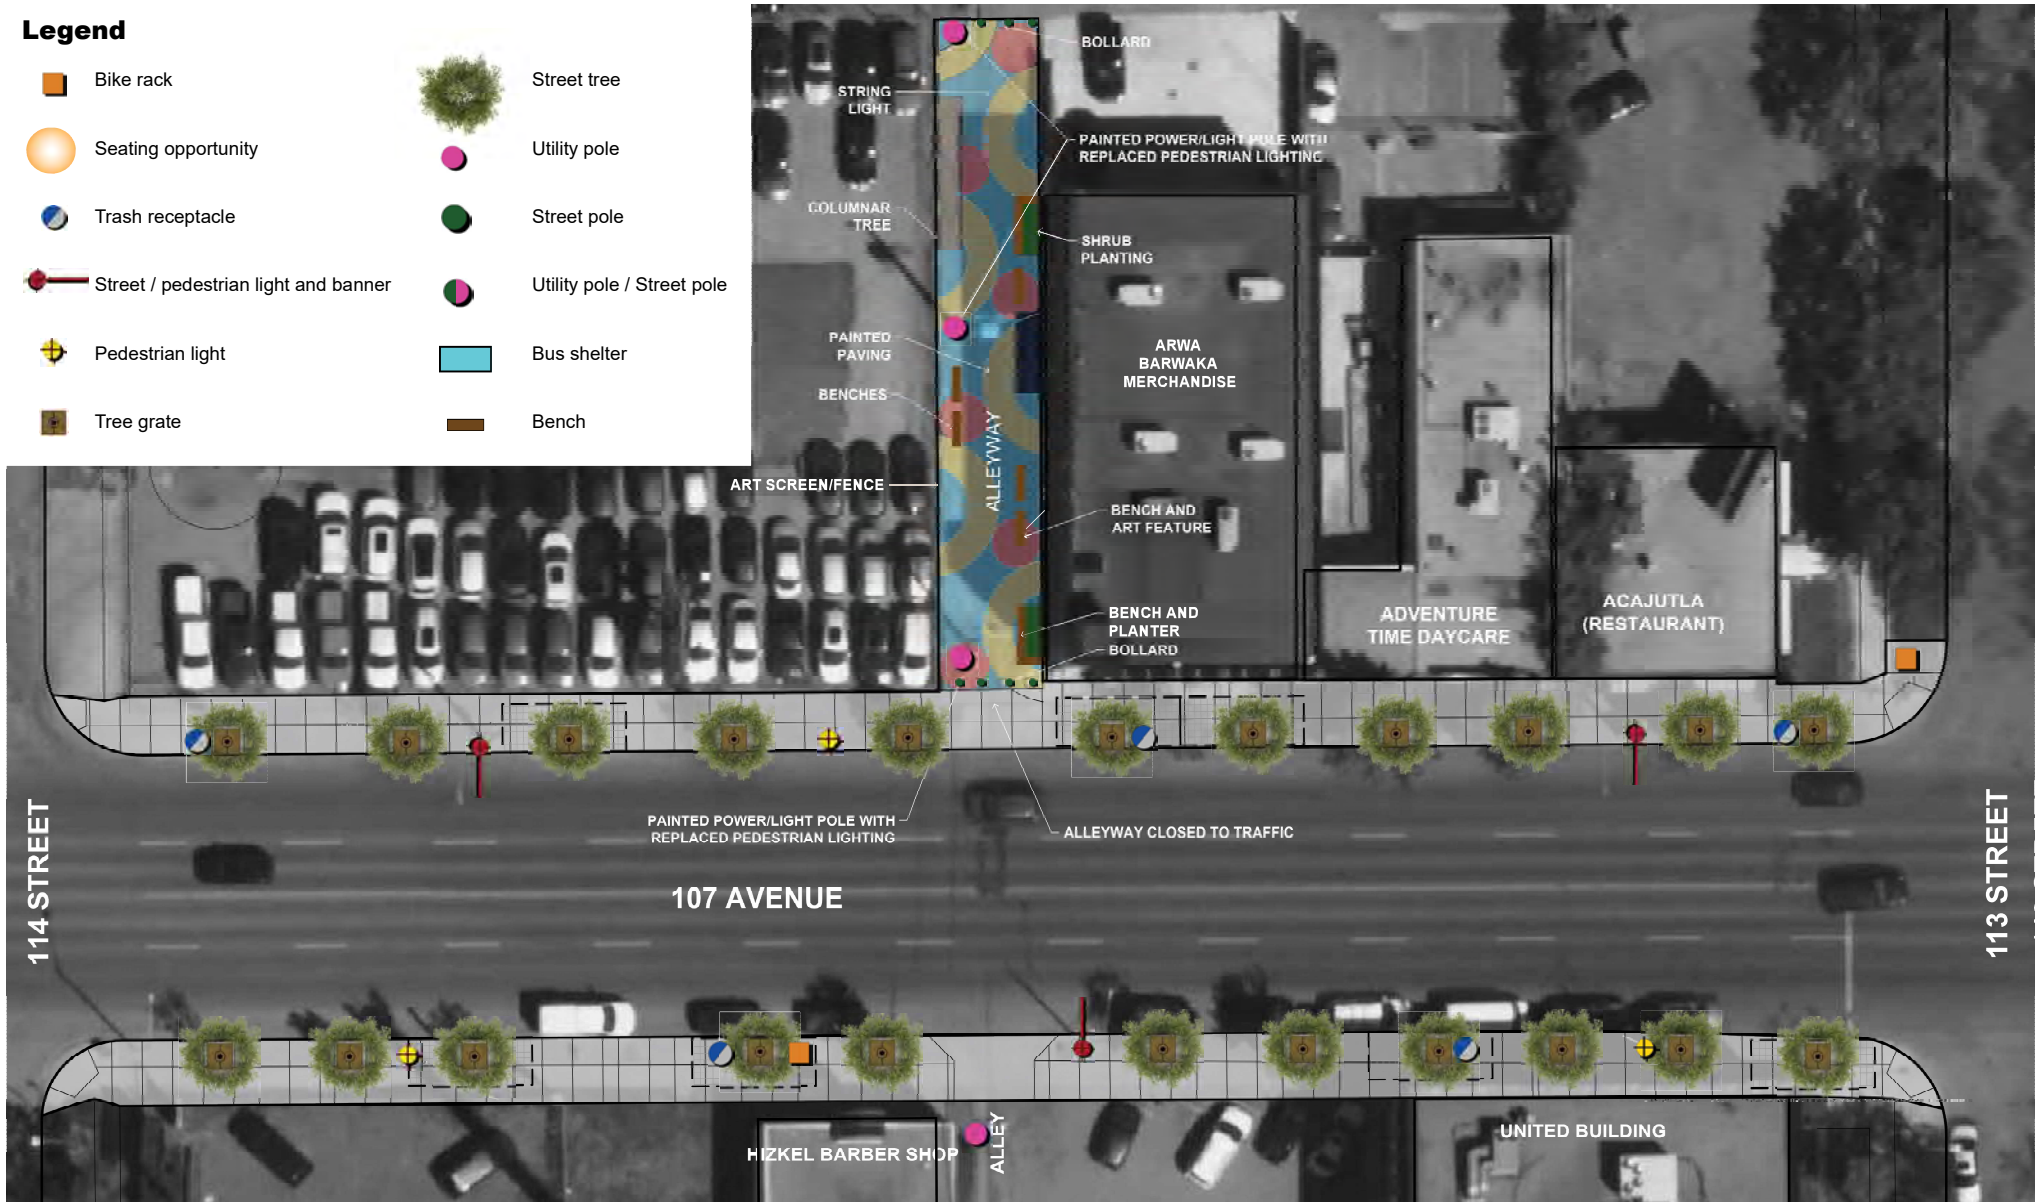 Legend
Bike rack
Seating opportunity
Trash receptacle
Street / pedestrian light and banner
Pedestrian light
Tree grate
Street tree
Utility pole
Street pole
Utility pole / Street pole
Bus shelter
Bench
BOLLARD
STRING
LIGHT
PAINTED POWER/LIGHT POLE WITH
REPLACED PEDESTRIAN LIGHTING
COLUMNAR
TREE
SHRUB
PLANTING
PAINTED
PAVING
BENCHES
ARWA
BARWAKA
MERCHANDISE
ALLEYWAY
ART SCREEN/FENCE
BENCH AND
ART FEATURE
BENCH AND
PLANTER
BOLLARD
ADVENTURE
TIME DAYCARE
ACAJUTLA
(RESTAURANT)
PAINTED POWER/LIGHT POLE WITH
REPLACED PEDESTRIAN LIGHTING
ALLEYWAY CLOSED TO TRAFFIC
114 STREET
107 AVENUE
113 STREET
HIZKEL BARBER SHOP
ALLEY
UNITED BUILDING